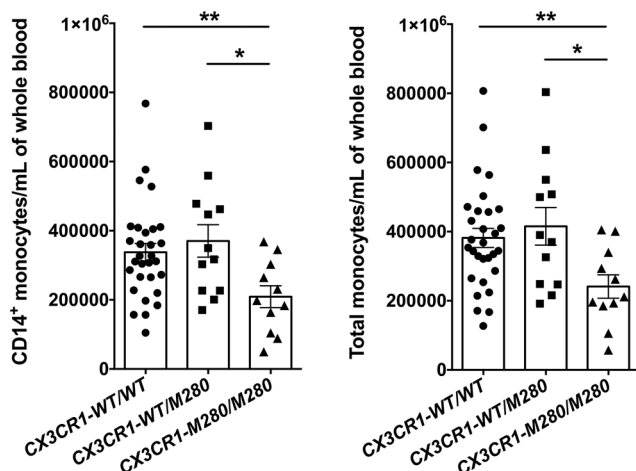 CD14⁺ monocytes/mL of whole blood
1×10⁶
800000
600000
400000
200000
0
**
*
CX3CR1-WT/WT
CX3CR1-WT/M280
CX3CR1-M280/M280
Total monocytes/mL of whole blood
1×10⁶
800000
600000
400000
200000
0
**
*
CX3CR1-WT/WT
CX3CR1-WT/M280
CX3CR1-M280/M280